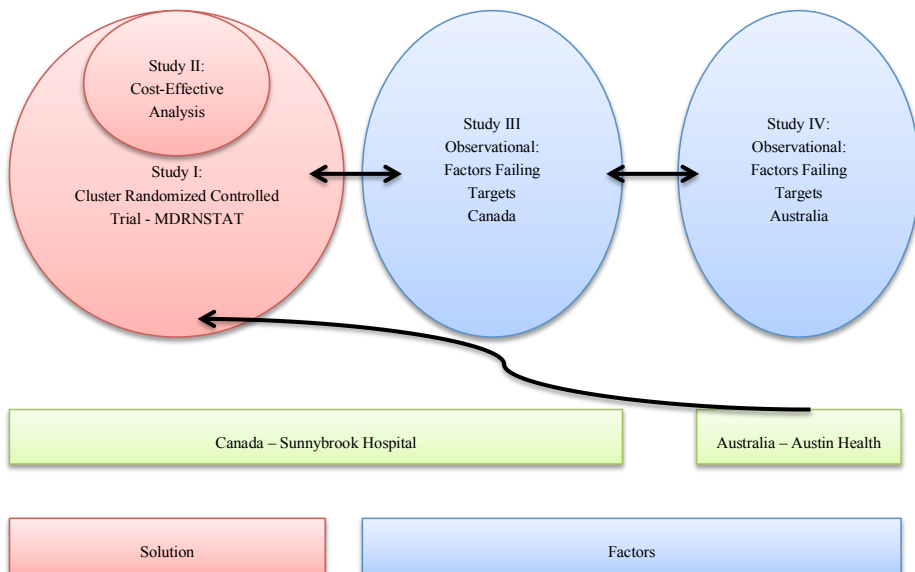 Study II:
Cost-Effective
Analysis
Study I:
Cluster Randomized Controlled
Trial - MDRNSTAT
Study III
Observational:
Factors Failing
Targets
Canada
Study IV:
Observational:
Factors Failing
Targets
Australia
Canada – Sunnybrook Hospital
Australia – Austin Health
Solution
Factors